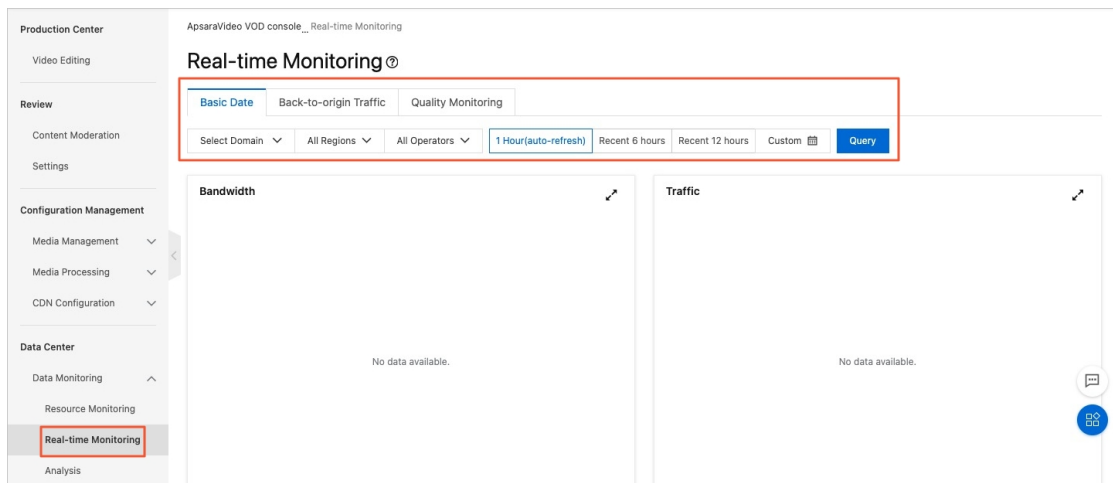 Production Center
Video Editing
Review
Content Moderation
Settings
Configuration Management
Media Management
Media Processing
CDN Configuration
Data Center
Data Monitoring
Resource Monitoring
Real-time Monitoring
Analysis
ApsaraVideo VOD console Real-time Monitoring
Real-time Monitoring
Basic Date Back-to-origin Traffic Quality Monitoring
Select Domain All Regions All Operators 1 Hour(auto-refresh) Recent 6 hours Recent 12 hours Custom Query
Bandwidth
No data available.
Traffic
No data available.